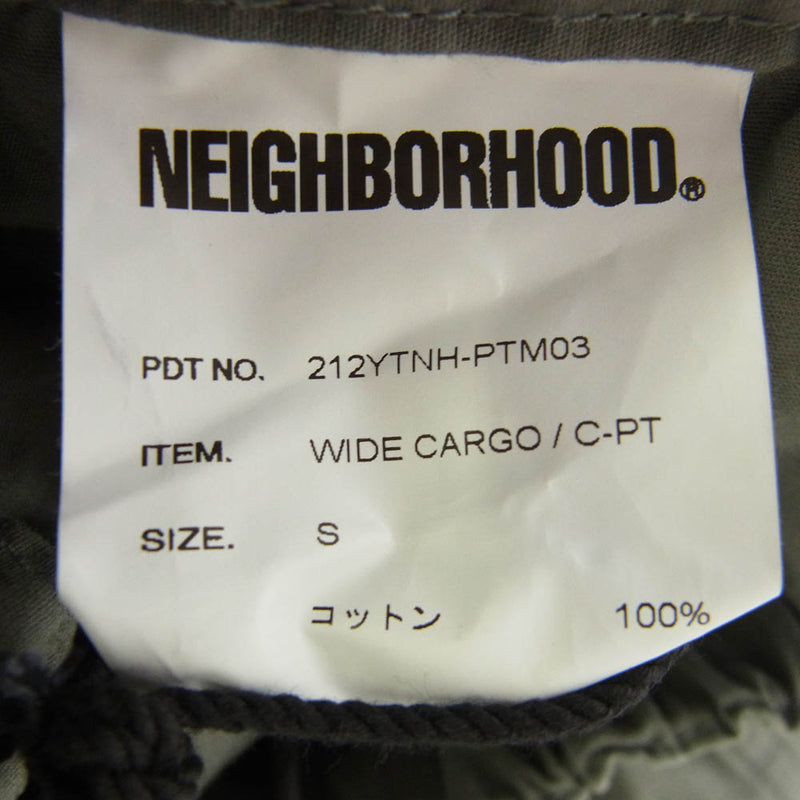 NEIGHBORHOOD®
PDT NO. 212YTNH-PTM03
ITEM. WIDE CARGO / C-PT
SIZE. S
コットン 100%